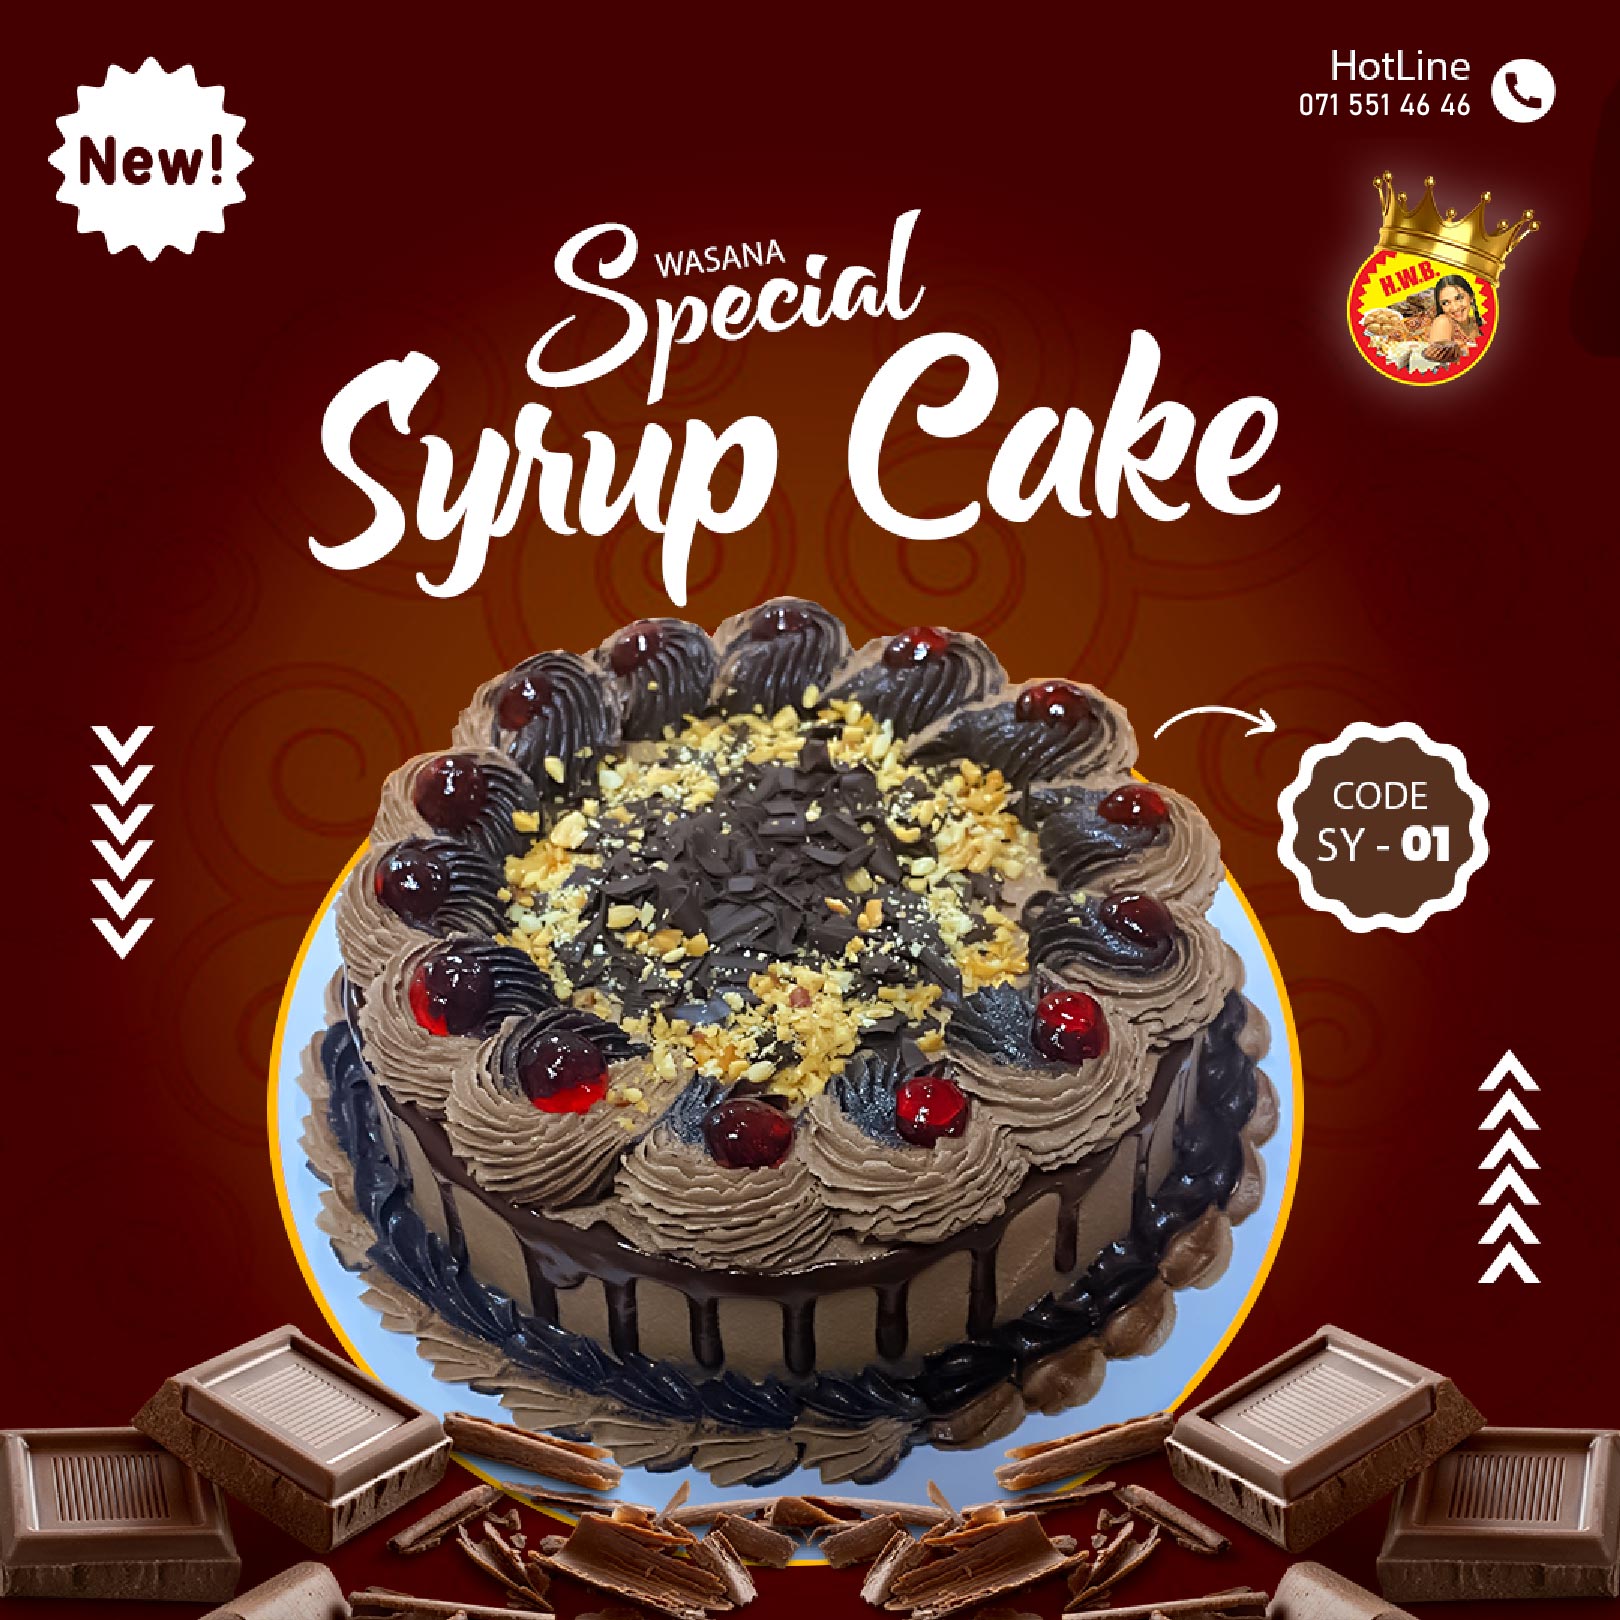 New!
HotLine
071 551 46 46
H.W.B.
WASANA
Special
Syrup Cake
CODE
SY - 01